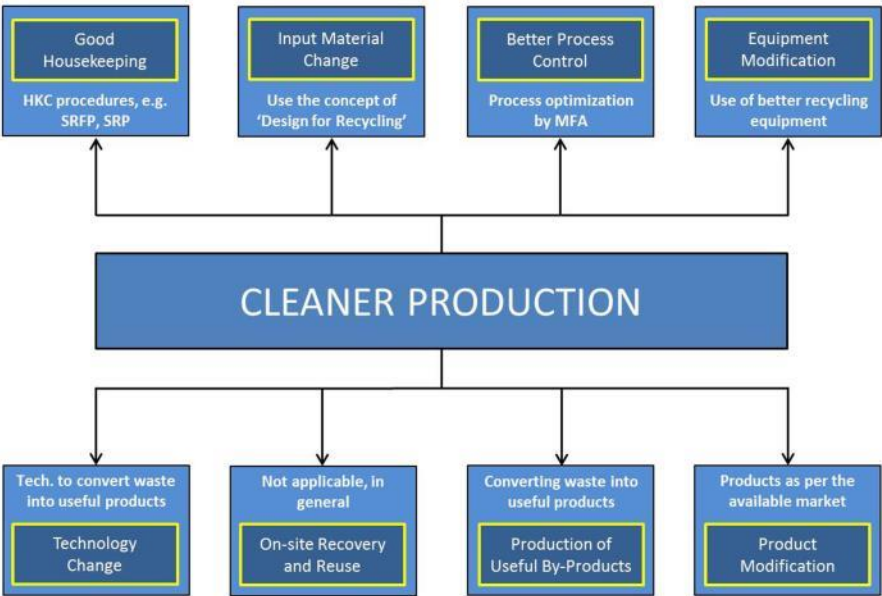 Good
Housekeeping
HKC procedures, e.g.
SRFP, SRP
Input Material
Change
Use the concept of
‘Design for Recycling’
Better Process
Control
Process optimization
by MFA
Equipment
Modification
Use of better recycling
equipment
CLEANER PRODUCTION
Tech. to convert waste
into useful products
Technology
Change
Not applicable, in
general
On-site Recovery
and Reuse
Converting waste into
useful products
Production of
Useful By-Products
Products as per the
available market
Product
Modification